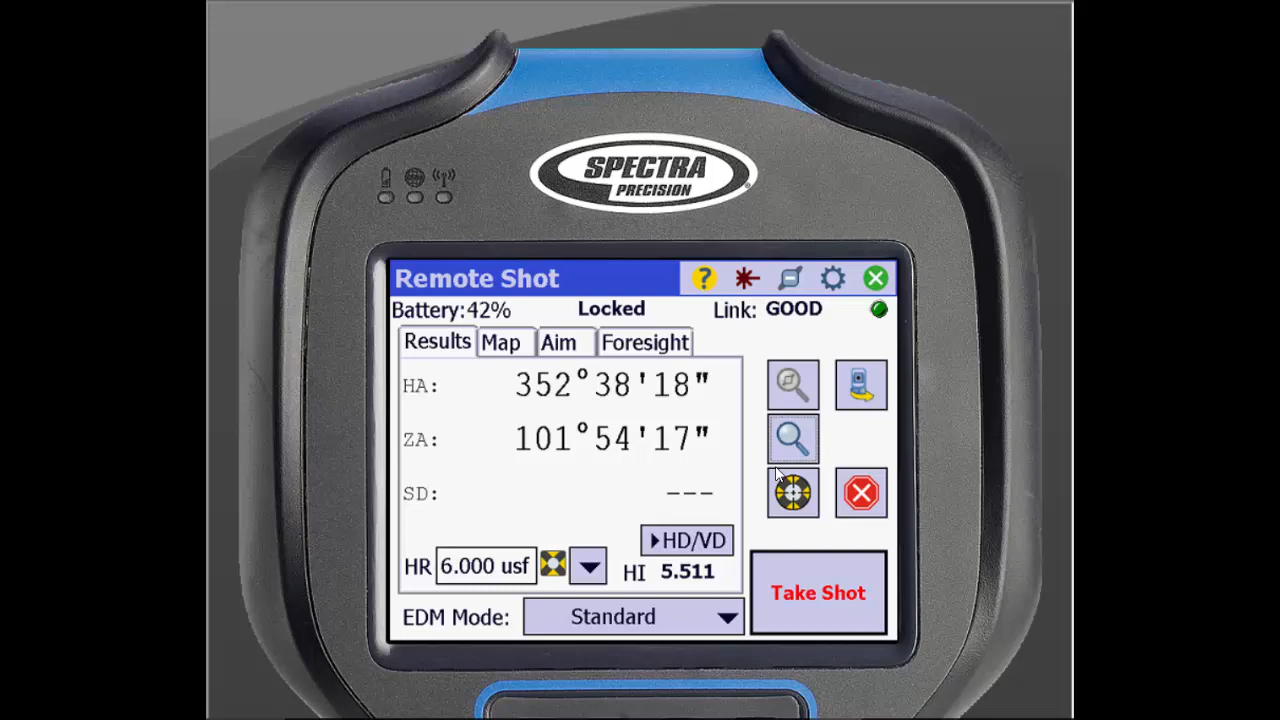 SPECTRA
PRECISION
Remote Shot
Battery:42% Locked Link: GOOD
Results Map Aim Foresight
HA: 352°38'18"
ZA: 101°54'17"
SD: ---
HD/VD
HR 6.000 usf HI 5.511
Take Shot
EDM Mode: Standard